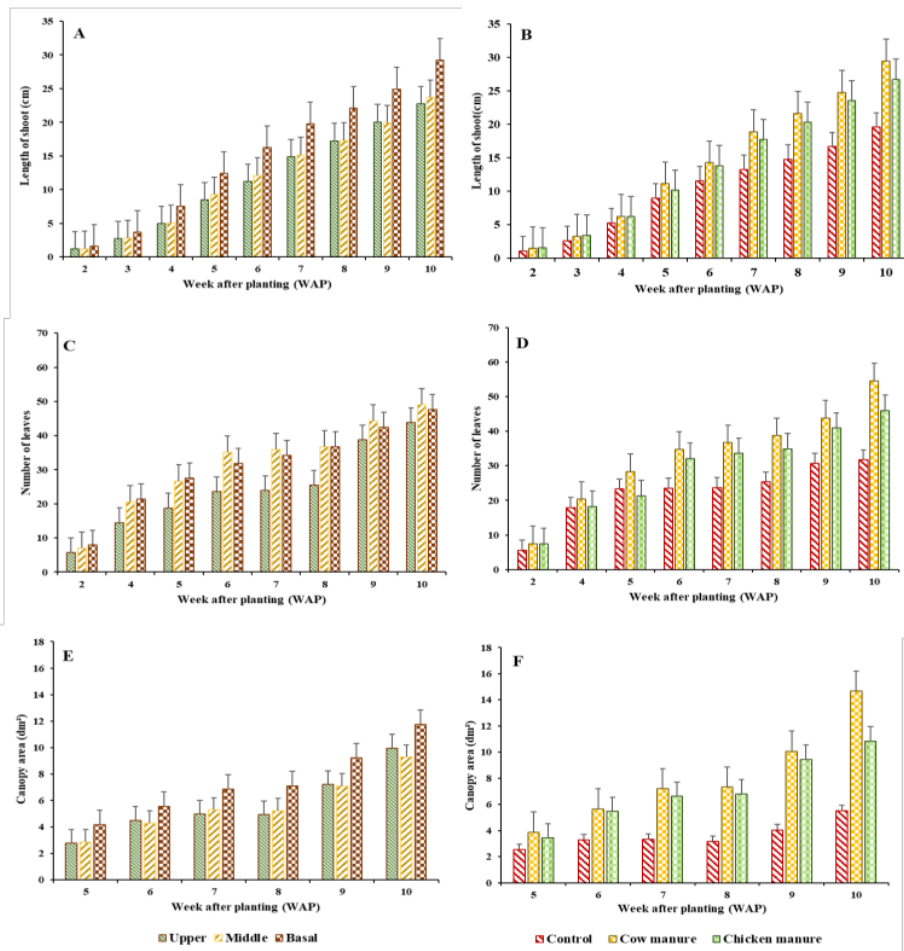 A
Length of shoot (cm)
35
30
25
20
15
10
5
0
2 3 4 5 6 7 8 9 10
Week after planting (WAP)
B
Length of shoot(cm)
35
30
25
20
15
10
5
0
2 3 4 5 6 7 8 9 10
Week after planting (WAP)
C
Number of leaves
70
60
50
40
30
20
10
0
2 4 5 6 7 8 9 10
Week after planting (WAP)
D
Number of leaves
70
60
50
40
30
20
10
0
2 4 5 6 7 8 9 10
Week after planting (WAP)
E
Canopy area (dm²)
18
16
14
12
10
8
6
4
2
0
5 6 7 8 9 10
Week after planting (WAP)
Upper Middle Basal
F
Canopy area (dm²)
18
16
14
12
10
8
6
4
2
0
5 6 7 8 9 10
Week after planting (WAP)
Control Cow manure Chicken manure